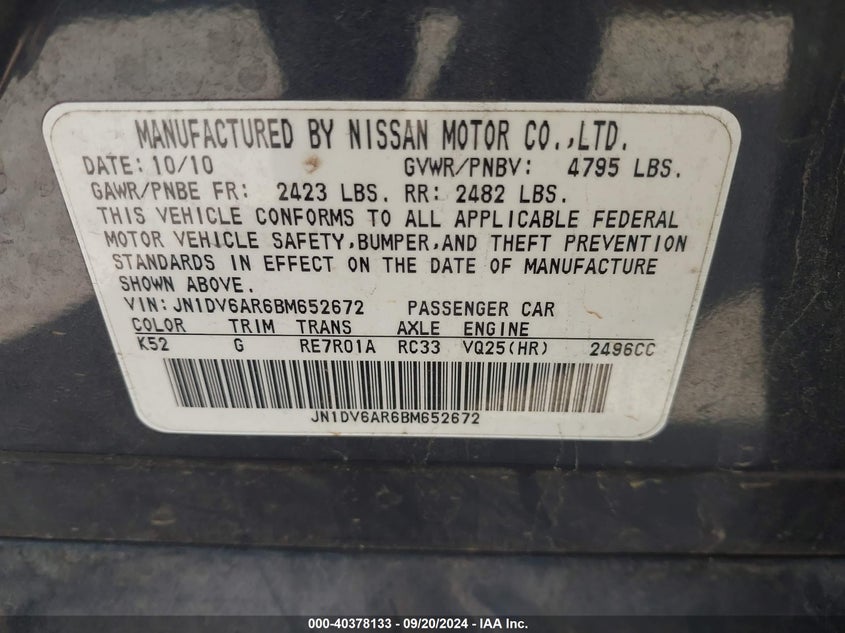 MANUFACTURED BY NISSAN MOTOR CO.,LTD.
DATE: 10/10 GVWR/PNBV: 4795 LBS.
GAWR/PNBE FR: 2423 LBS. RR: 2482 LBS.
THIS VEHICLE CONFORMS TO ALL APPLICABLE FEDERAL
MOTOR VEHICLE SAFETY,BUMPER,AND THEFT PREVENTION
STANDARDS IN EFFECT ON THE DATE OF MANUFACTURE
SHOWN ABOVE.
VIN: JN1DV6AR6BM652672 PASSENGER CAR
COLOR TRIM TRANS AXLE ENGINE
K52 G RE7R01A RC33 VQ25(HR) 2496CC
JN1DV6AR6BM652672
000-40378133 - 09/20/2024 - IAA Inc.